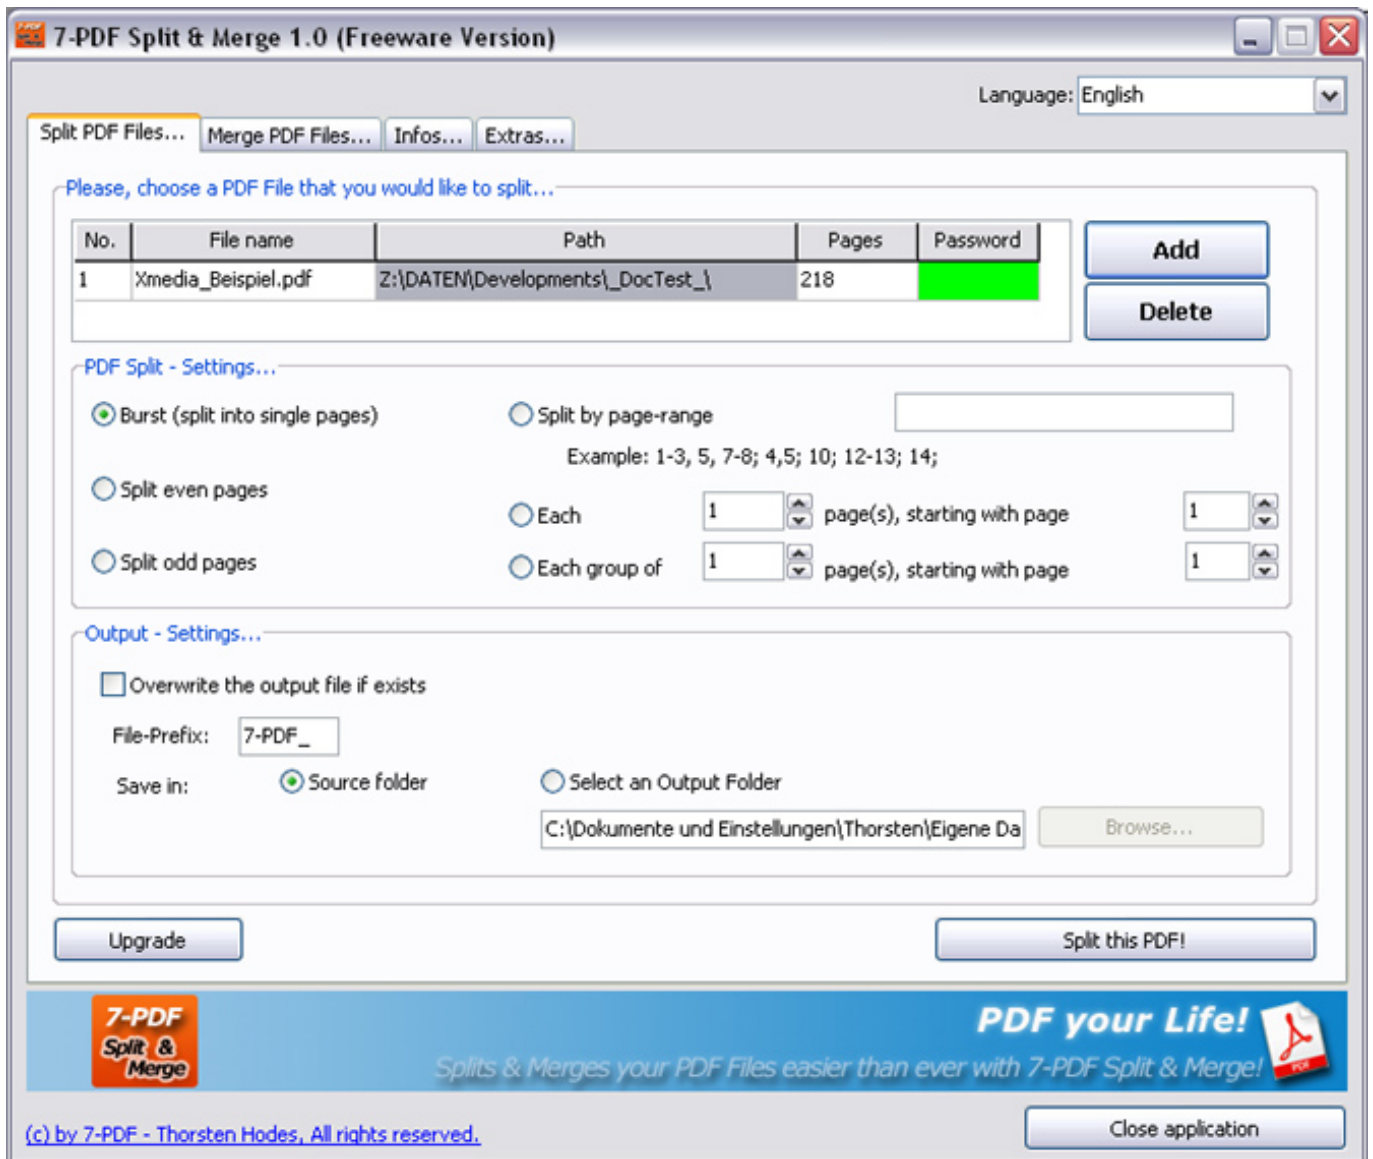 7-PDF Split & Merge 1.0 (Freeware Version)
Language: English
Split PDF Files... Merge PDF Files... Infos... Extras...
Please, choose a PDF File that you would like to split...
No. File name Path Pages Password
1 Xmedia_Beispiel.pdf Z:\DATEN\Developments\_DocTest_\ 218
Add
Delete
PDF Split - Settings...
Burst (split into single pages) Split by page-range
Example: 1-3, 5, 7-8; 4,5; 10; 12-13; 14;
Split even pages
Each 1 page(s), starting with page 1
Split odd pages
Each group of 1 page(s), starting with page 1
Output - Settings...
Overwrite the output file if exists
File-Prefix: 7-PDF_
Save in: Source folder Select an Output Folder
C:\Dokumente und Einstellungen\Thorsten\Eigene Da Browse...
Upgrade Split this PDF!
7-PDF
Split &
Merge
PDF your Life!
Splits & Merges your PDF Files easier than ever with 7-PDF Split & Merge!
PDF
(c) by 7-PDF - Thorsten Hodes, All rights reserved.
Close application